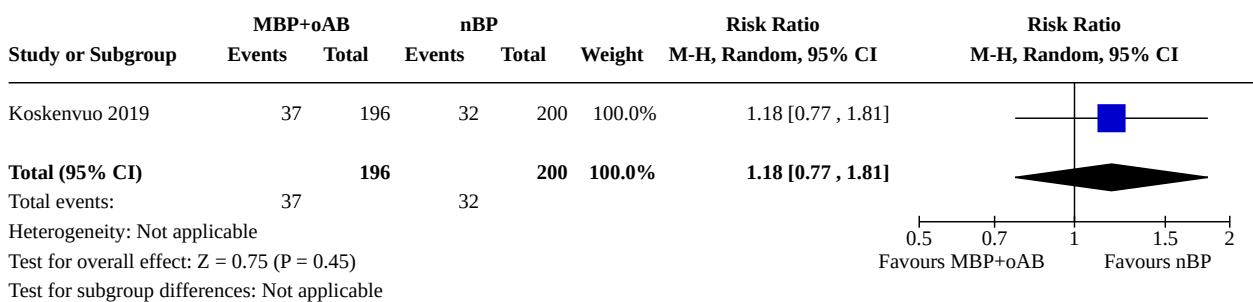 MBP+oAB nBP Risk Ratio Risk Ratio
Study or Subgroup Events Total Events Total Weight M-H, Random, 95% CI M-H, Random, 95% CI
Koskenvuo 2019 37 196 32 200 100.0% 1.18 [0.77 , 1.81]
Total (95% CI) 196 200 100.0% 1.18 [0.77 , 1.81]
Total events: 37 32
Heterogeneity: Not applicable
0.5 0.7 1 1.5 2
Test for overall effect: Z = 0.75 (P = 0.45) Favours MBP+oAB Favours nBP
Test for subgroup differences: Not applicable